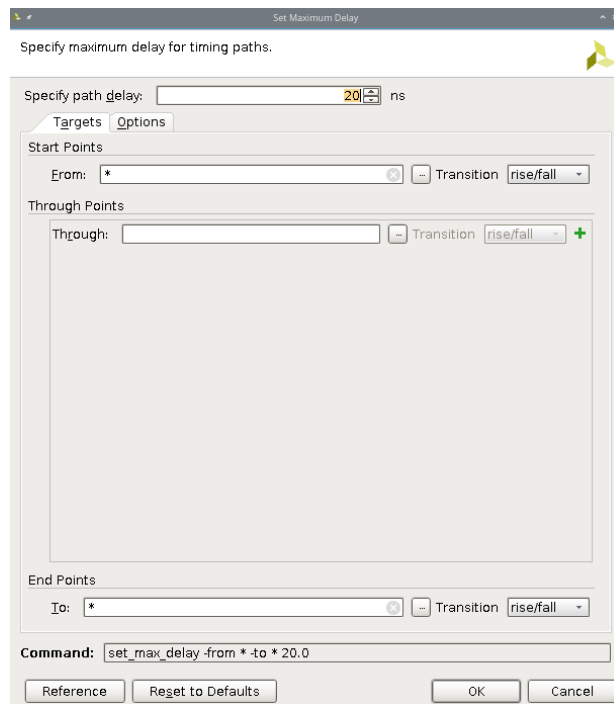 Set Maximum Delay
Specify maximum delay for timing paths.
Specify path delay: 20 ns
Targets Options
Start Points
From: * ... Transition rise/fall
Through Points
Through: ... Transition rise/fall +
End Points
To: * ... Transition rise/fall
Command: set_max_delay -from * -to * 20.0
Reference Reset to Defaults OK Cancel